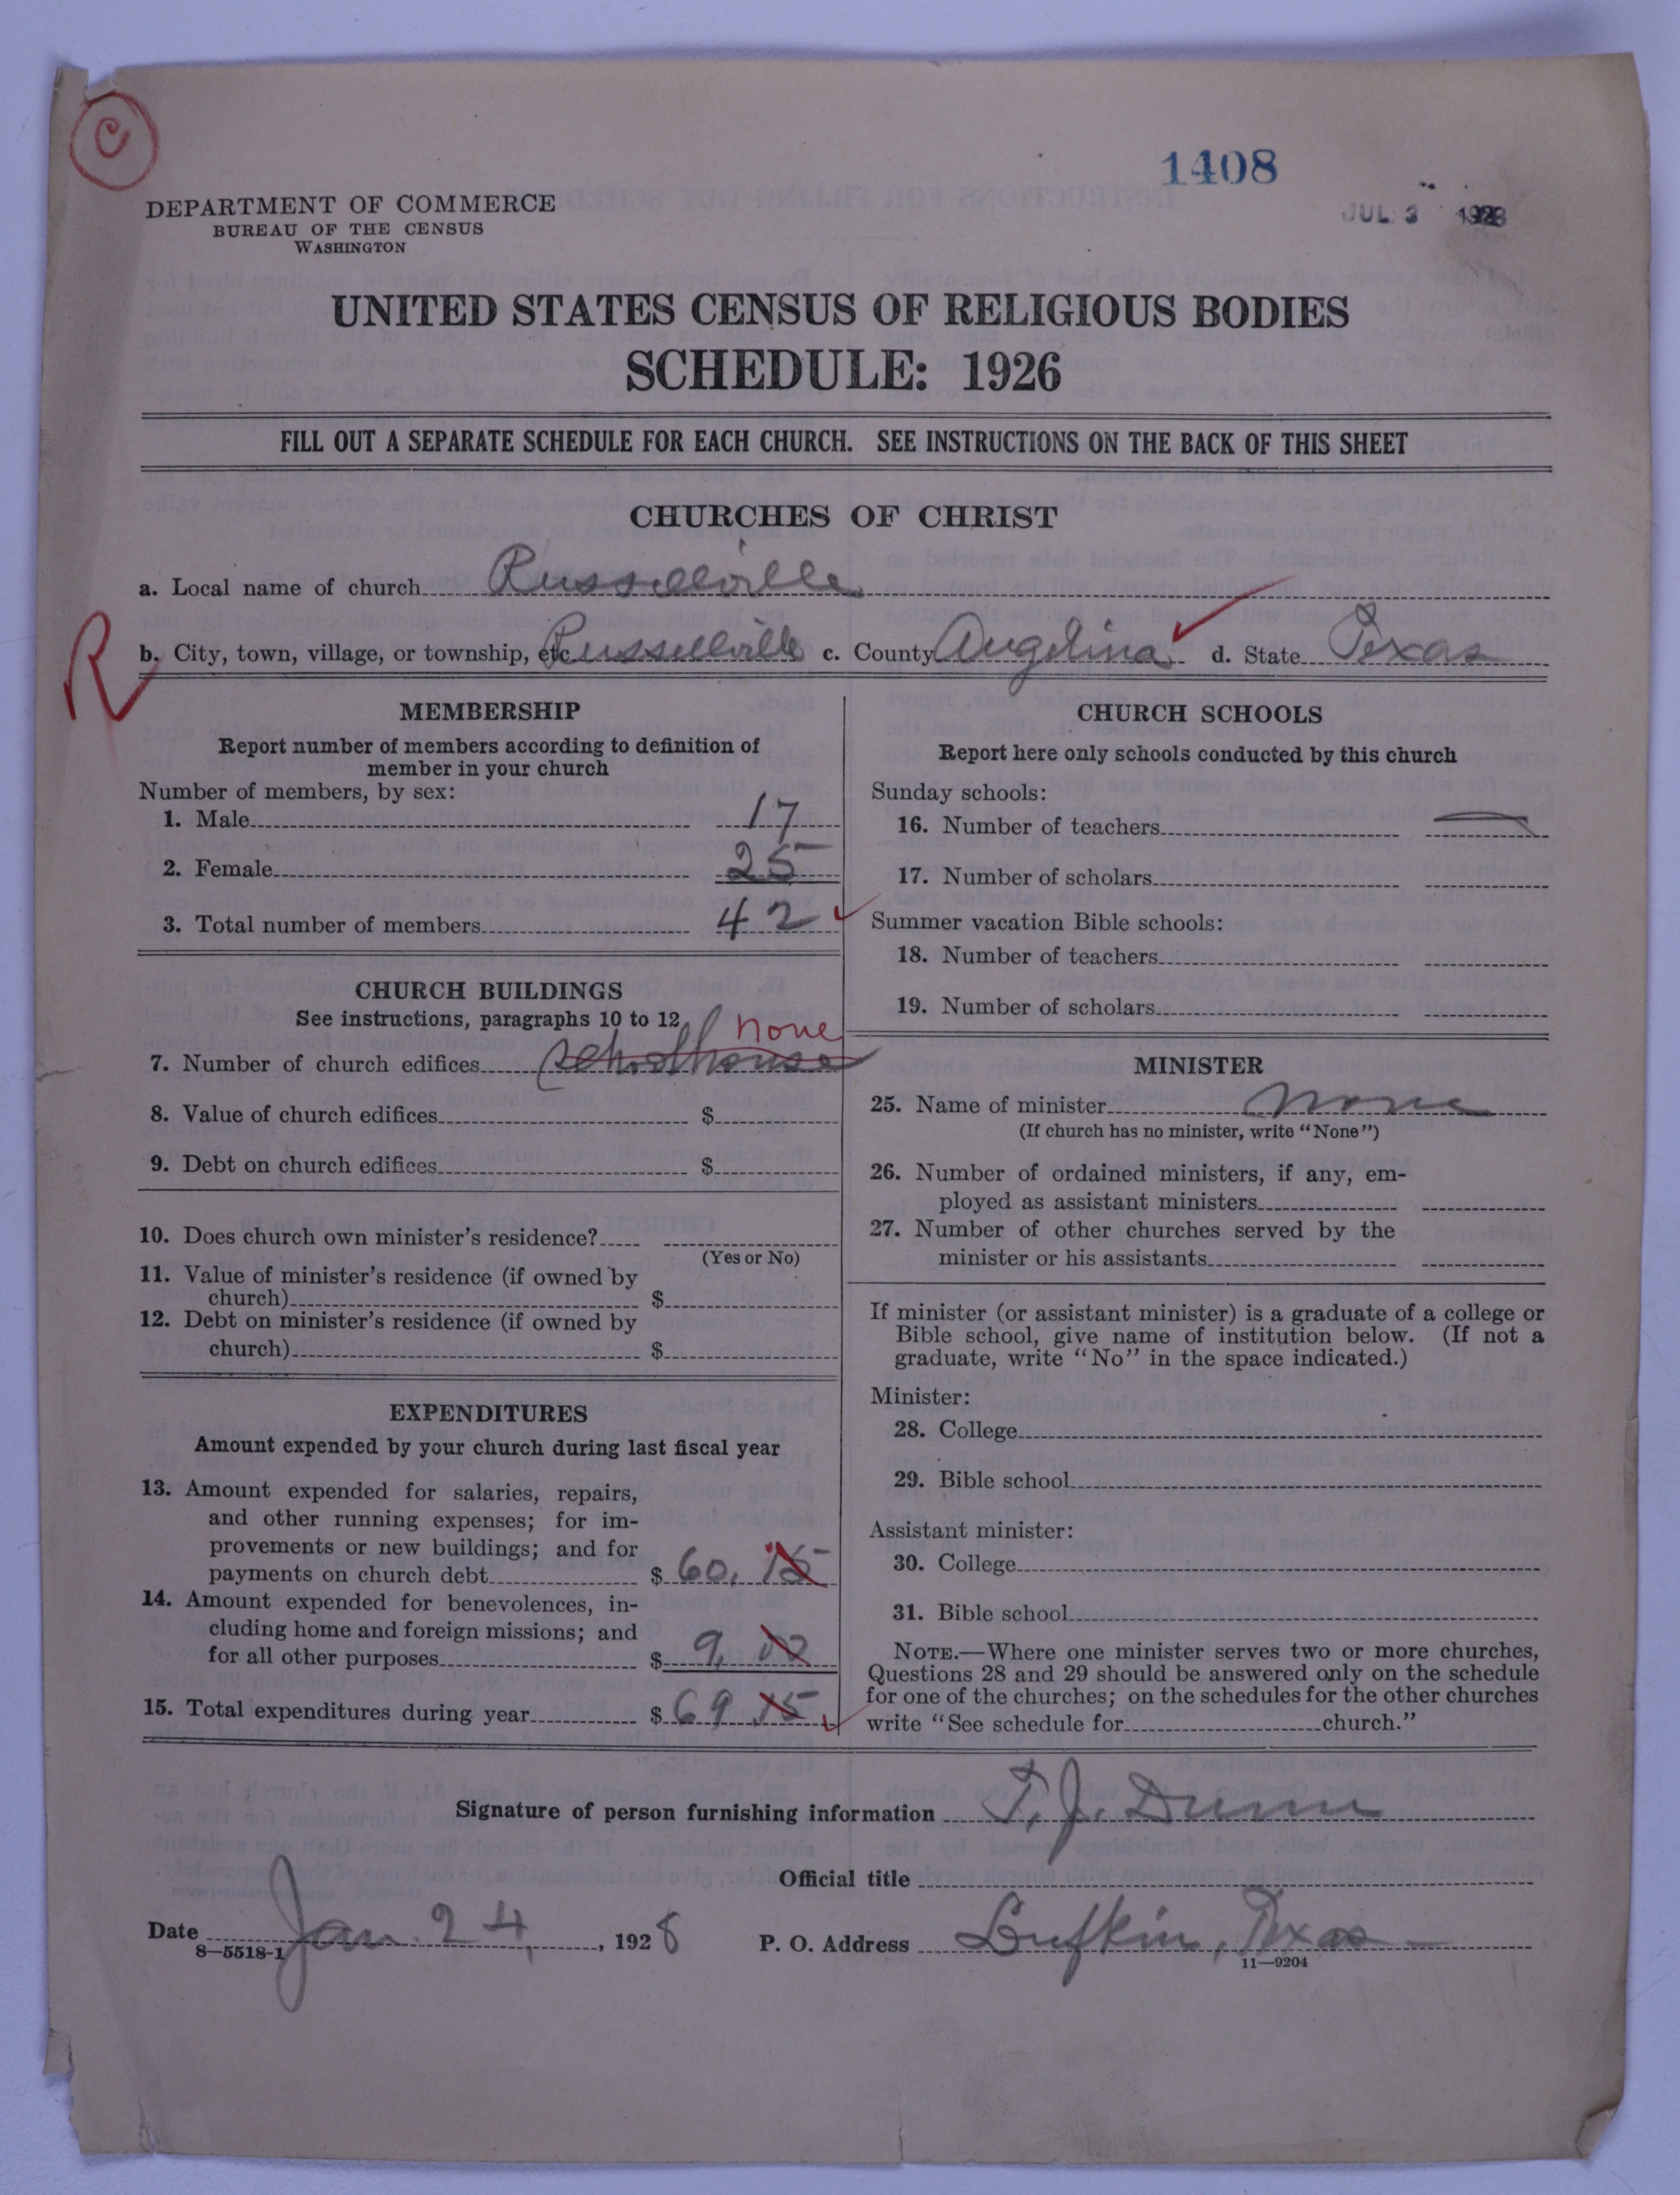 C
1408
JUL 3 1928
DEPARTMENT OF COMMERCE
BUREAU OF THE CENSUS
WASHINGTON
UNITED STATES CENSUS OF RELIGIOUS BODIES
SCHEDULE: 1926
FILL OUT A SEPARATE SCHEDULE FOR EACH CHURCH. SEE INSTRUCTIONS ON THE BACK OF THIS SHEET
CHURCHES OF CHRIST
a. Local name of church Russellville
R
b. City, town, village, or township, etc. Russellville c. County Angelina d. State Texas
MEMBERSHIP
Report number of members according to definition of
member in your church
Number of members, by sex:
1. Male 17
2. Female 25
3. Total number of members 42
CHURCH BUILDINGS
See instructions, paragraphs 10 to 12
none
7. Number of church edifices schoolhouse
8. Value of church edifices $
9. Debt on church edifices $
10. Does church own minister's residence?
(Yes or No)
11. Value of minister's residence (if owned by
church) $
12. Debt on minister's residence (if owned by
church) $
EXPENDITURES
Amount expended by your church during last fiscal year
13. Amount expended for salaries, repairs,
and other running expenses; for im-
provements or new buildings; and for
payments on church debt $ 60.15
14. Amount expended for benevolences, in-
cluding home and foreign missions; and
for all other purposes $ 9.00
15. Total expenditures during year $ 69.15
CHURCH SCHOOLS
Report here only schools conducted by this church
Sunday schools:
16. Number of teachers
17. Number of scholars
Summer vacation Bible schools:
18. Number of teachers
19. Number of scholars
MINISTER
25. Name of minister None
(If church has no minister, write "None")
26. Number of ordained ministers, if any, em-
ployed as assistant ministers
27. Number of other churches served by the
minister or his assistants
If minister (or assistant minister) is a graduate of a college or
Bible school, give name of institution below. (If not a
graduate, write "No" in the space indicated.)
Minister:
28. College
29. Bible school
Assistant minister:
30. College
31. Bible school
NOTE.—Where one minister serves two or more churches,
Questions 28 and 29 should be answered only on the schedule
for one of the churches; on the schedules for the other churches
write "See schedule for church."
Signature of person furnishing information T. J. Dunn
Official title
Date Jan. 24, 1928 P. O. Address Lufkin, Texas
8—5518-1
11—9204